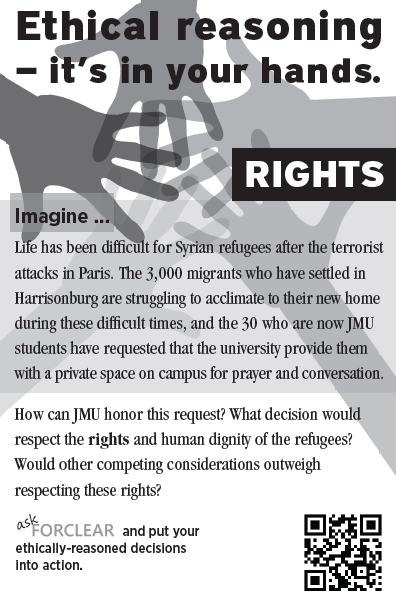 Ethical reasoning
– it's in your hands.
RIGHTS
Imagine ...
Life has been difficult for Syrian refugees after the terrorist
attacks in Paris. The 3,000 migrants who have settled in
Harrisonburg are struggling to acclimate to their new home
during these difficult times, and the 30 who are now JMU
students have requested that the university provide them
with a private space on campus for prayer and conversation.
How can JMU honor this request? What decision would
respect the rights and human dignity of the refugees?
Would other competing considerations outweigh
respecting these rights?
ask FORCLEAR and put your
ethically-reasoned decisions
into action.